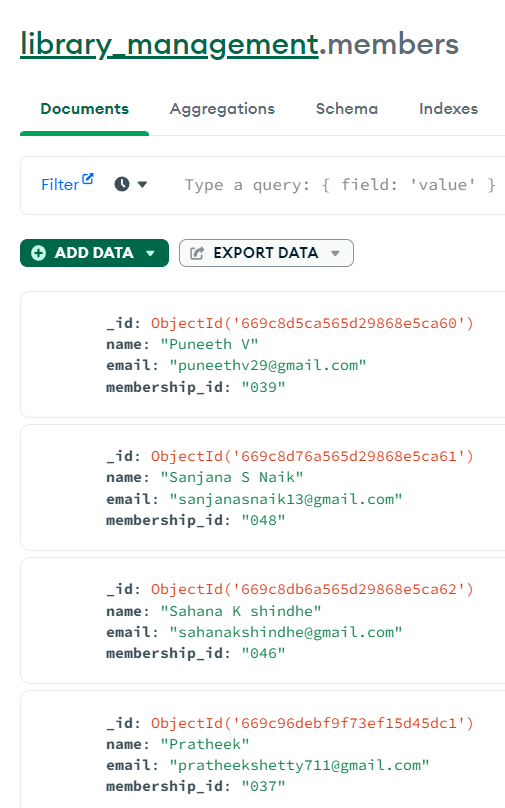 library_management.members
Documents Aggregations Schema Indexes
Filter Type a query: { field: 'value' }
ADD DATA EXPORT DATA
_id: ObjectId('669c8d5ca565d29868e5ca60')
name: "Puneeth V"
email: "puneethv29@gmail.com"
membership_id: "039"
_id: ObjectId('669c8d76a565d29868e5ca61')
name: "Sanjana S Naik"
email: "sanjanasnaik13@gmail.com"
membership_id: "048"
_id: ObjectId('669c8db6a565d29868e5ca62')
name: "Sahana K shindhe"
email: "sahanakshindhe@gmail.com"
membership_id: "046"
_id: ObjectId('669c96debf9f73ef15d45dc1')
name: "Pratheek"
email: "pratheekshetty711@gmail.com"
membership_id: "037"